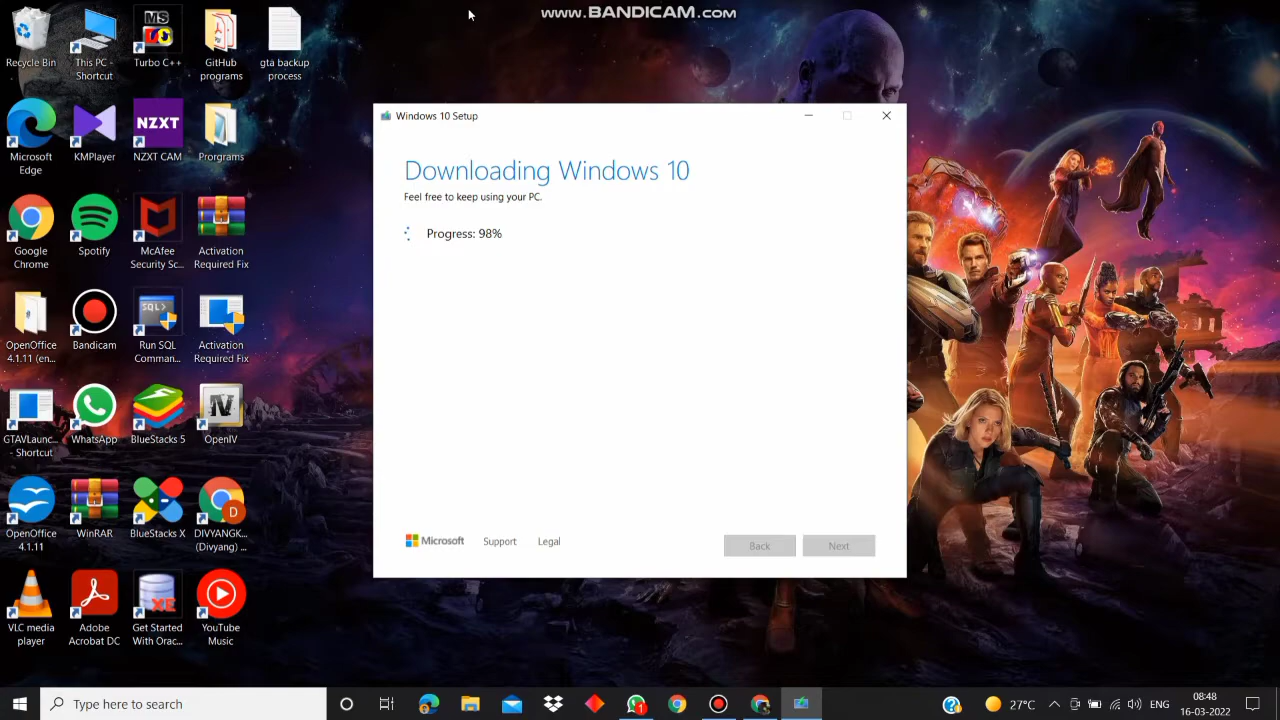 www.BANDICAM.com
Recycle Bin
This PC -
Shortcut
MS
Turbo C++
GitHub
programs
gta backup
process
Microsoft
Edge
KMPlayer
NZXT
NZXT CAM
Prorgrams
Google
Chrome
Spotify
McAfee
Security Sc...
Activation
Required Fix
OpenOffice
4.1.11 (en...
Bandicam
SQL>
Run SQL
Comman...
Activation
Required Fix
GTAVLaunc...
- Shortcut
WhatsApp
BlueStacks 5
IV
OpenIV
OpenOffice
4.1.11
WinRAR
BlueStacks X
D
DIVYANGK...
(Divyang) ...
VLC media
player
Adobe
Acrobat DC
XE
Get Started
With Orac...
YouTube
Music
Windows 10 Setup
Downloading Windows 10
Feel free to keep using your PC.
Progress: 98%
Microsoft
Support
Legal
Back
Next
Type here to search
1
27°C
ENG
08:48
16-03-2022